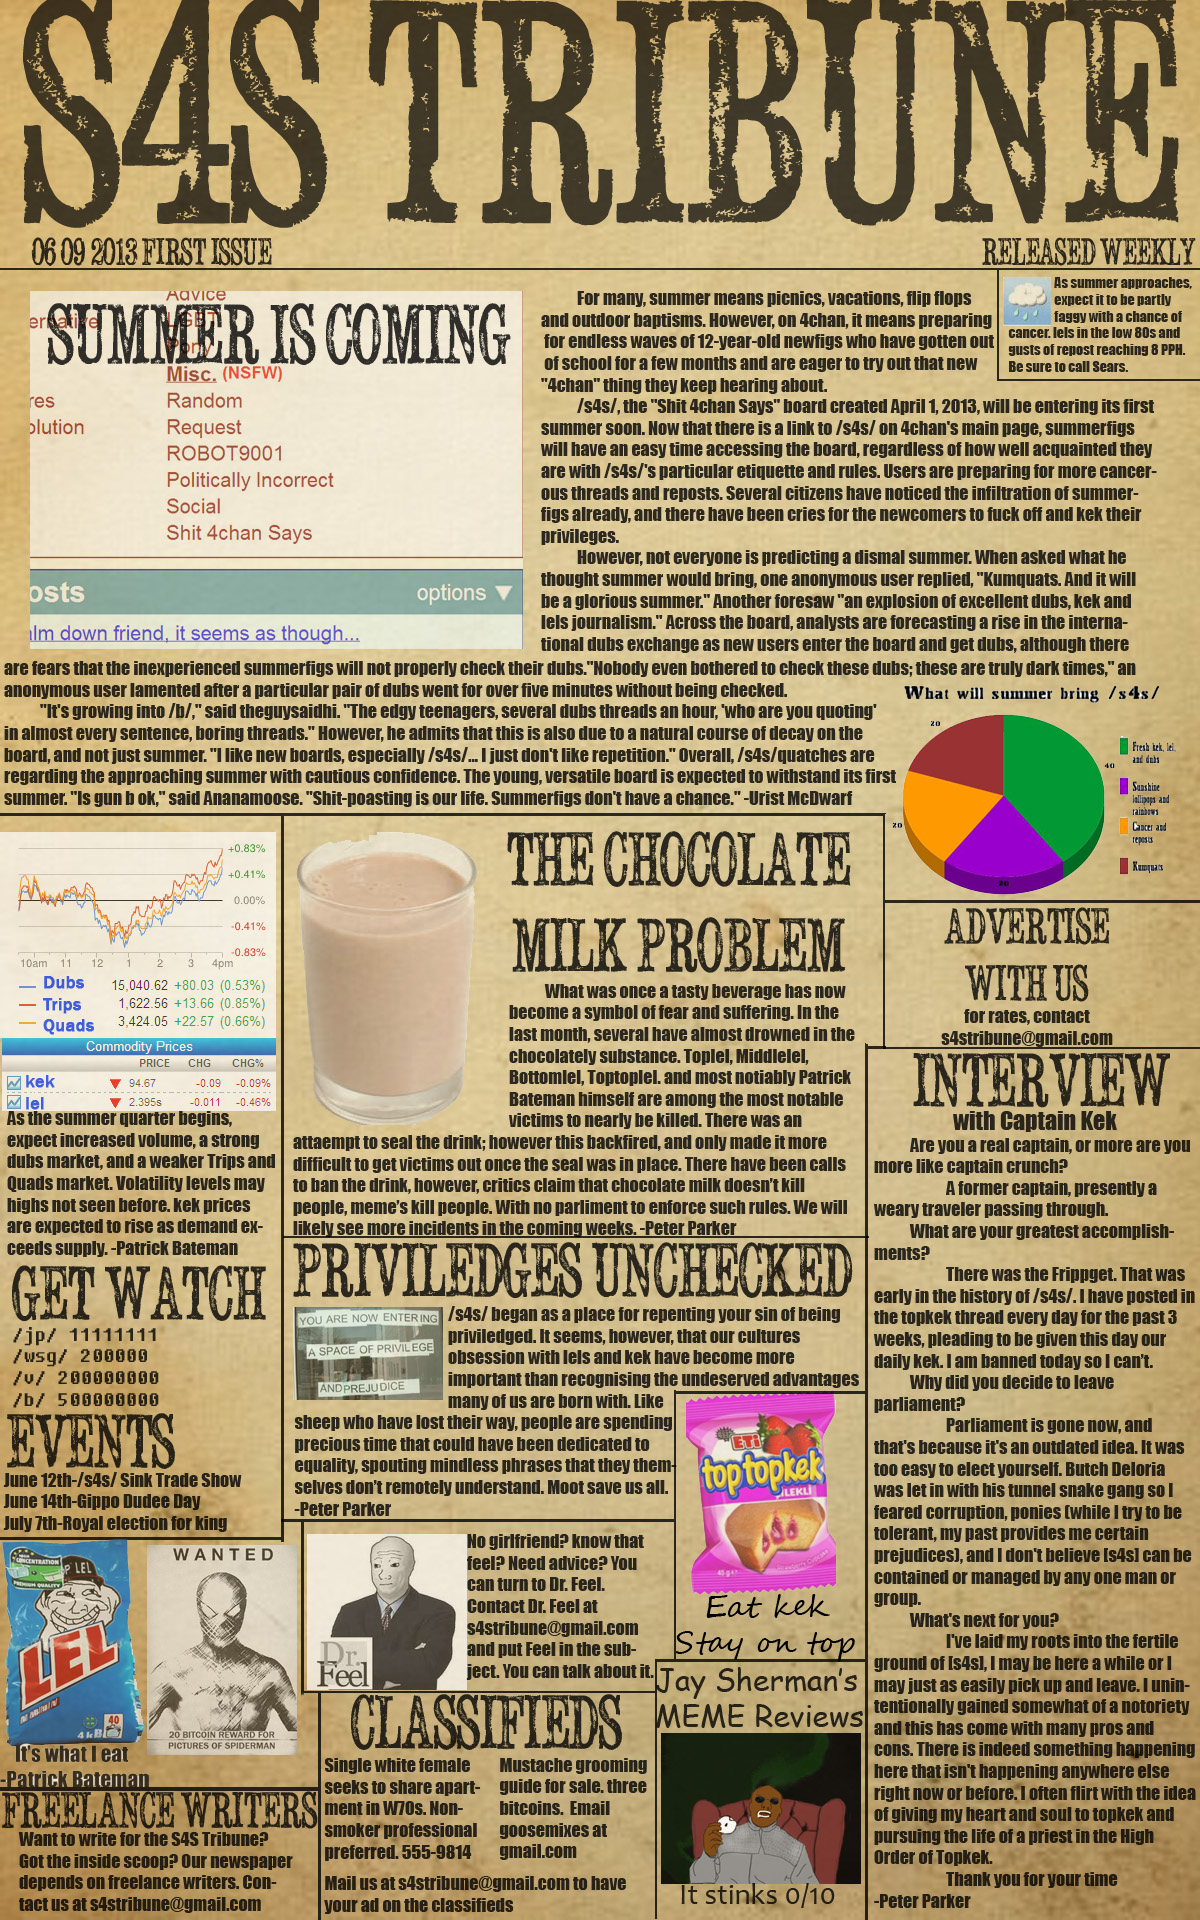 S4S TRIBUNE
06 09 2013 FIRST ISSUE
RELEASED WEEKLY
SUMMER IS COMING
Advice
LGBT
Pony
Misc. (NSFW)
Random
Request
ROBOT9001
Politically Incorrect
Social
Shit 4chan Says
ernative
res
olution
osts
options ▼
alm down friend, it seems as though...
For many, summer means picnics, vacations, flip flops
and outdoor baptisms. However, on 4chan, it means preparing
for endless waves of 12-year-old newfigs who have gotten out
of school for a few months and are eager to try out that new
"4chan" thing they keep hearing about.
/s4s/, the "Shit 4chan Says" board created April 1, 2013, will be entering its first
summer soon. Now that there is a link to /s4s/ on 4chan's main page, summerfigs
will have an easy time accessing the board, regardless of how well acquainted they
are with /s4s/'s particular etiquette and rules. Users are preparing for more cancer-
ous threads and reposts. Several citizens have noticed the infiltration of summer-
figs already, and there have been cries for the newcomers to fuck off and kek their
privileges.
However, not everyone is predicting a dismal summer. When asked what he
thought summer would bring, one anonymous user replied, "Kumquats. And it will
be a glorious summer." Another foresaw "an explosion of excellent dubs, kek and
lels journalism." Across the board, analysts are forecasting a rise in the interna-
tional dubs exchange as new users enter the board and get dubs, although there
are fears that the inexperienced summerfigs will not properly check their dubs."Nobody even bothered to check these dubs; these are truly dark times," an
anonymous user lamented after a particular pair of dubs went for over five minutes without being checked.
"It's growing into /b/," said theguysaidhi. "The edgy teenagers, several dubs threads an hour, 'who are you quoting'
in almost every sentence, boring threads." However, he admits that this is also due to a natural course of decay on the
board, and not just summer. "I like new boards, especially /s4s/... I just don't like repetition." Overall, /s4s/quatches are
regarding the approaching summer with cautious confidence. The young, versatile board is expected to withstand its first
summer. "Is gun b ok," said Ananamoose. "Shit-poasting is our life. Summerfigs don't have a chance." -Urist McDwarf
As summer approaches,
expect it to be partly
faggy with a chance of
cancer. lels in the low 80s and
gusts of repost reaching 8 PPH.
Be sure to call Sears.
What will summer bring /s4s/
20
40
20
20
Fresh kek, lel,
and dubs
Sunshine
lollipops and
rainbows
Cancer and
reposts
Kumquats
+0.83%
+0.41%
0.00%
-0.41%
-0.83%
10am 11 12 1 2 3 4pm
Dubs 15,040.62 +80.03 (0.53%)
Trips 1,622.56 +13.66 (0.85%)
Quads 3,424.05 +22.57 (0.66%)
Commodity Prices
PRICE CHG CHG%
kek ▼ 94.67 -0.09 -0.09%
lel ▼ 2.395s -0.011 -0.46%
As the summer quarter begins,
expect increased volume, a strong
dubs market, and a weaker Trips and
Quads market. Volatility levels may
highs not seen before. kek prices
are expected to rise as demand ex-
ceeds supply. -Patrick Bateman
GET WATCH
/jp/ 11111111
/wsg/ 200000
/v/ 200000000
/b/ 500000000
EVENTS
June 12th-/s4s/ Sink Trade Show
June 14th-Gippo Dudee Day
July 7th-Royal election for king
THE CHOCOLATE
MILK PROBLEM
What was once a tasty beverage has now
become a symbol of fear and suffering. In the
last month, several have almost drowned in the
chocolately substance. Toplel, Middlelel,
Bottomlel, Toptoplel. and most notiably Patrick
Bateman himself are among the most notable
victims to nearly be killed. There was an
attaempt to seal the drink; however this backfired, and only made it more
difficult to get victims out once the seal was in place. There have been calls
to ban the drink, however, critics claim that chocolate milk doesn't kill
people, meme's kill people. With no parliment to enforce such rules. We will
likely see more incidents in the coming weeks. -Peter Parker
PRIVILEDGES UNCHECKED
YOU ARE NOW ENTERING
A SPACE OF PRIVILEGE
AND PREJUDICE
/s4s/ began as a place for repenting your sin of being
priviledged. It seems, however, that our cultures
obsession with lels and kek have become more
important than recognising the undeserved advantages
many of us are born with. Like
sheep who have lost their way, people are spending
precious time that could have been dedicated to
equality, spouting mindless phrases that they them-
selves don't remotely understand. Moot save us all.
-Peter Parker
ETi
toptopkek
JLEKLİ
Eat kek
Stay on top
ADVERTISE
WITH US
for rates, contact
s4stribune@gmail.com
INTERVIEW
with Captain Kek
Are you a real captain, or more are you
more like captain crunch?
A former captain, presently a
weary traveler passing through.
What are your greatest accomplish-
ments?
There was the Frippget. That was
early in the history of /s4s/. I have posted in
the topkek thread every day for the past 3
weeks, pleading to be given this day our
daily kek. I am banned today so I can't.
Why did you decide to leave
parliament?
Parliament is gone now, and
that's because it's an outdated idea. It was
too easy to elect yourself. Butch Deloria
was let in with his tunnel snake gang so I
feared corruption, ponies (while I try to be
tolerant, my past provides me certain
prejudices), and I don't believe [s4s] can be
contained or managed by any one man or
group.
What's next for you?
I've laid my roots into the fertile
ground of [s4s], I may be here a while or I
may just as easily pick up and leave. I unin-
tentionally gained somewhat of a notoriety
and this has come with many pros and
cons. There is indeed something happening
here that isn't happening anywhere else
right now or before. I often flirt with the idea
of giving my heart and soul to topkek and
pursuing the life of a priest in the High
Order of Topkek.
Thank you for your time
-Peter Parker
CONCENTRATION
PREMIUM QUALITY
P LEL
LEL
40
4 kg
It's what I eat
-Patrick Bateman
WANTED
20 BITCOIN REWARD FOR
PICTURES OF SPIDERMAN
Dr.
Feel
No girlfriend? know that
feel? Need advice? You
can turn to Dr. Feel.
Contact Dr. Feel at
s4stribune@gmail.com
and put Feel in the sub-
ject. You can talk about it.
CLASSIFIEDS
Single white female
seeks to share apart-
ment in W70s. Non-
smoker professional
preferred. 555-9814
Mustache grooming
guide for sale. three
bitcoins. Email
goosemixes at
gmail.com
Mail us at s4stribune@gmail.com to have
your ad on the classifieds
Jay Sherman's
MEME Reviews
It stinks 0/10
FREELANCE WRITERS
Want to write for the S4S Tribune?
Got the inside scoop? Our newspaper
depends on freelance writers. Con-
tact us at s4stribune@gmail.com